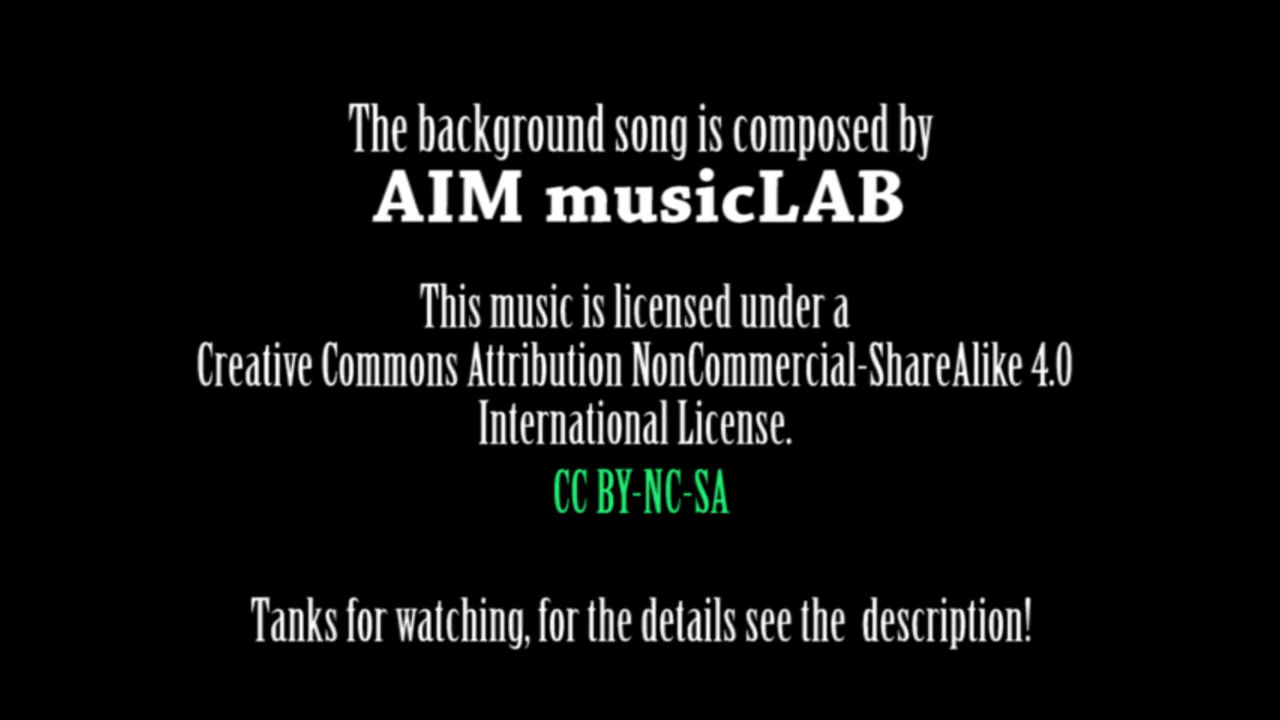 The background song is composed by
AIM musicLAB
This music is licensed under a
Creative Commons Attribution NonCommercial-ShareAlike 4.0
International License.
CC BY-NC-SA
Tanks for watching, for the details see the description!